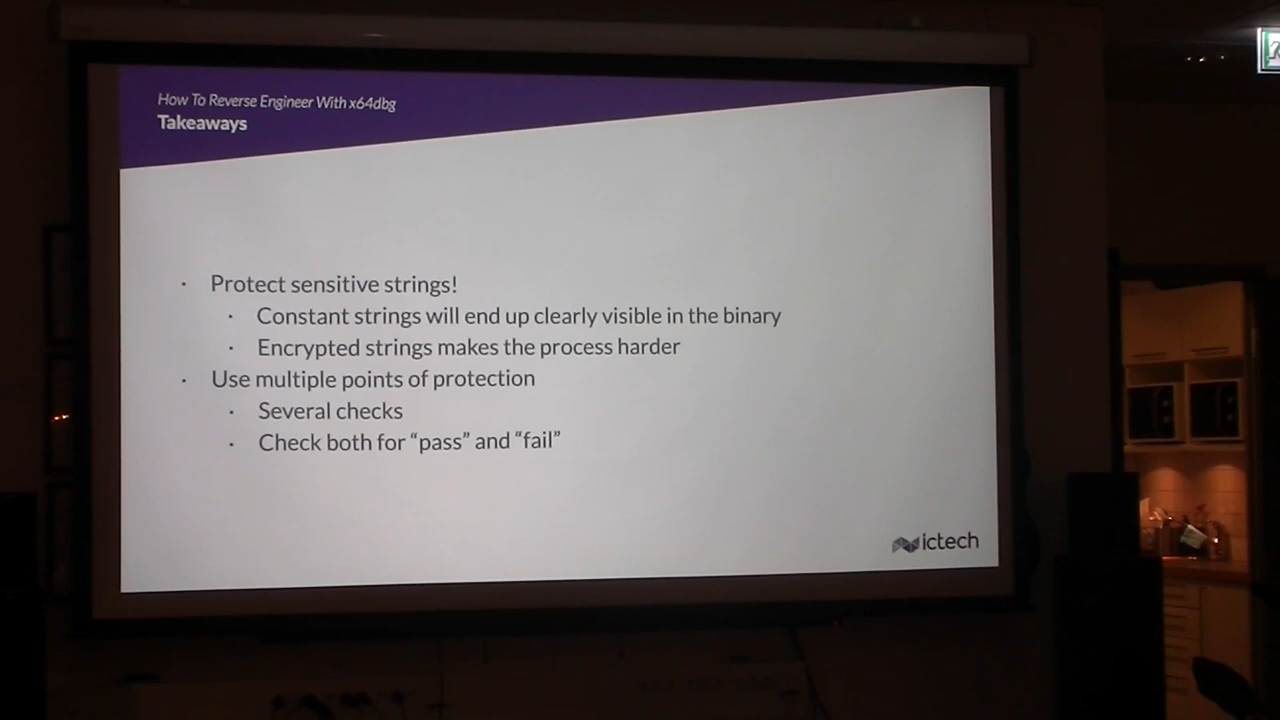 How To Reverse Engineer With x64dbg
Takeaways
· Protect sensitive strings!
· Constant strings will end up clearly visible in the binary
· Encrypted strings makes the process harder
· Use multiple points of protection
· Several checks
· Check both for “pass” and “fail”
ictech